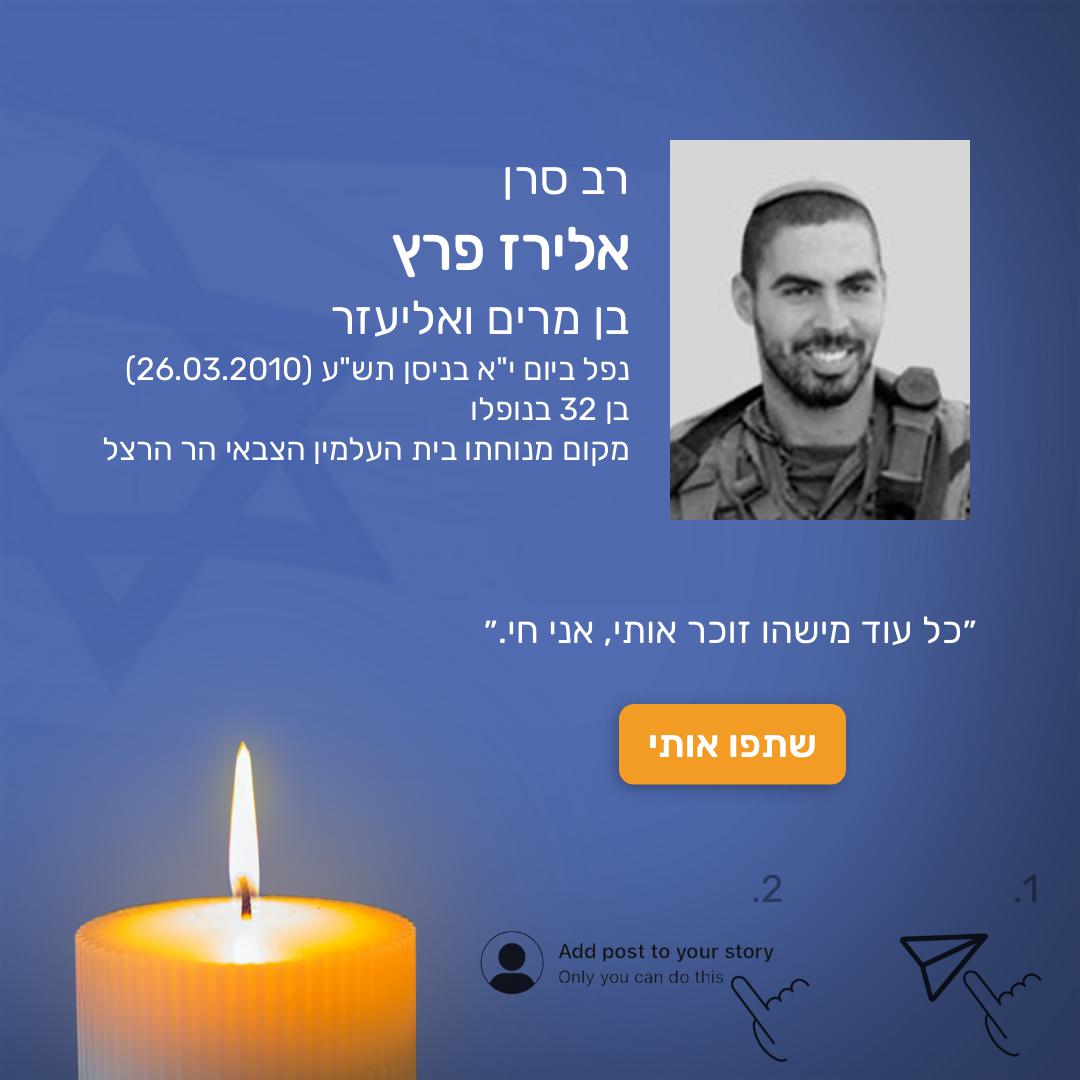 רב סרן
אלירז פרץ
בן מרים ואליעזר
נפל ביום י"א בניסן תש"ע (26.03.2010)
בן 32 בנופלו
מקום מנוחתו בית העלמין הצבאי הר הרצל
״כל עוד מישהו זוכר אותי, אני חי.״
שתפו אותי
.1
.2
Add post to your story
Only you can do this